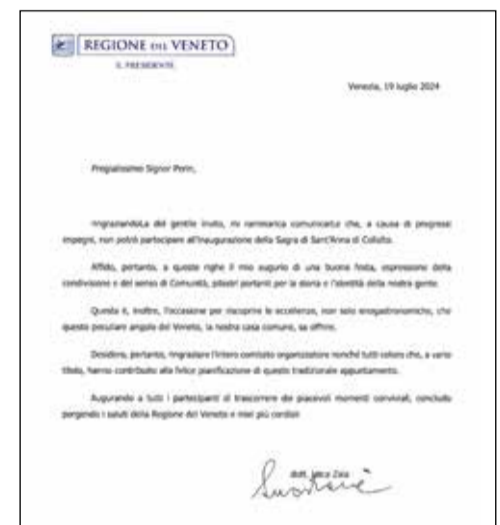 REGIONE DEL VENETO
IL PRESIDENTE
Venezia, 19 luglio 2024
Pregiatissimo Signor Perin,
ringraziandoLa del gentile invito, mi rammarica comunicarLe che, a causa di pregressi
impegni, non potrò partecipare all'inaugurazione della Sagra di Sant'Anna di Collalto.
Affido, pertanto, a queste righe il mio augurio di una buona festa, espressione della
condivisione e del senso di Comunità, pilastri portanti per la storia e l'identità della nostra gente.
Questa è, inoltre, l'occasione per riscoprire le eccellenze, non solo enogastronomiche, che
questo peculiare angolo del Veneto, la nostra casa comune, sa offrire.
Desidero, pertanto, ringraziare l'intero comitato organizzatore nonché tutti coloro che, a vario
titolo, hanno contribuito alla felice pianificazione di questo tradizionale appuntamento.
Augurando a tutti i partecipanti di trascorrere dei piacevoli momenti conviviali, concludo
porgendo i saluti della Regione del Veneto e miei più cordiali
dott. Luca Zaia